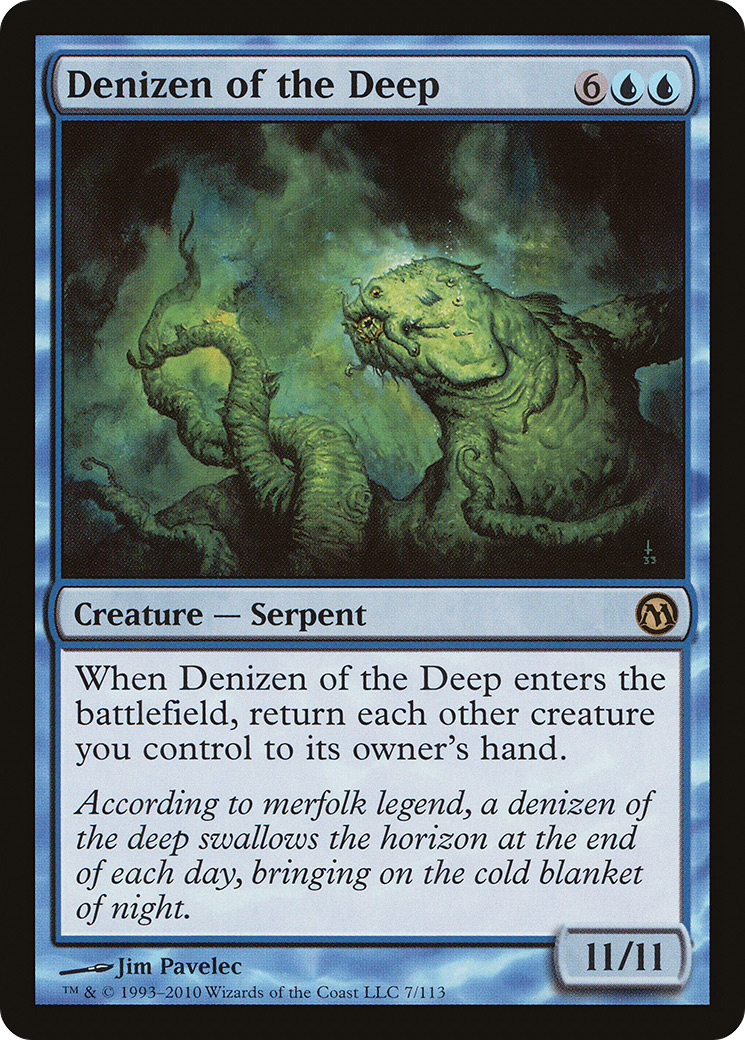 Denizen of the Deep 6
Creature — Serpent M
When Denizen of the Deep enters the
battlefield, return each other creature
you control to its owner's hand.
According to merfolk legend, a denizen of
the deep swallows the horizon at the end
of each day, bringing on the cold blanket
of night.
11/11
Jim Pavelec
™ & © 1993–2010 Wizards of the Coast LLC 7/113